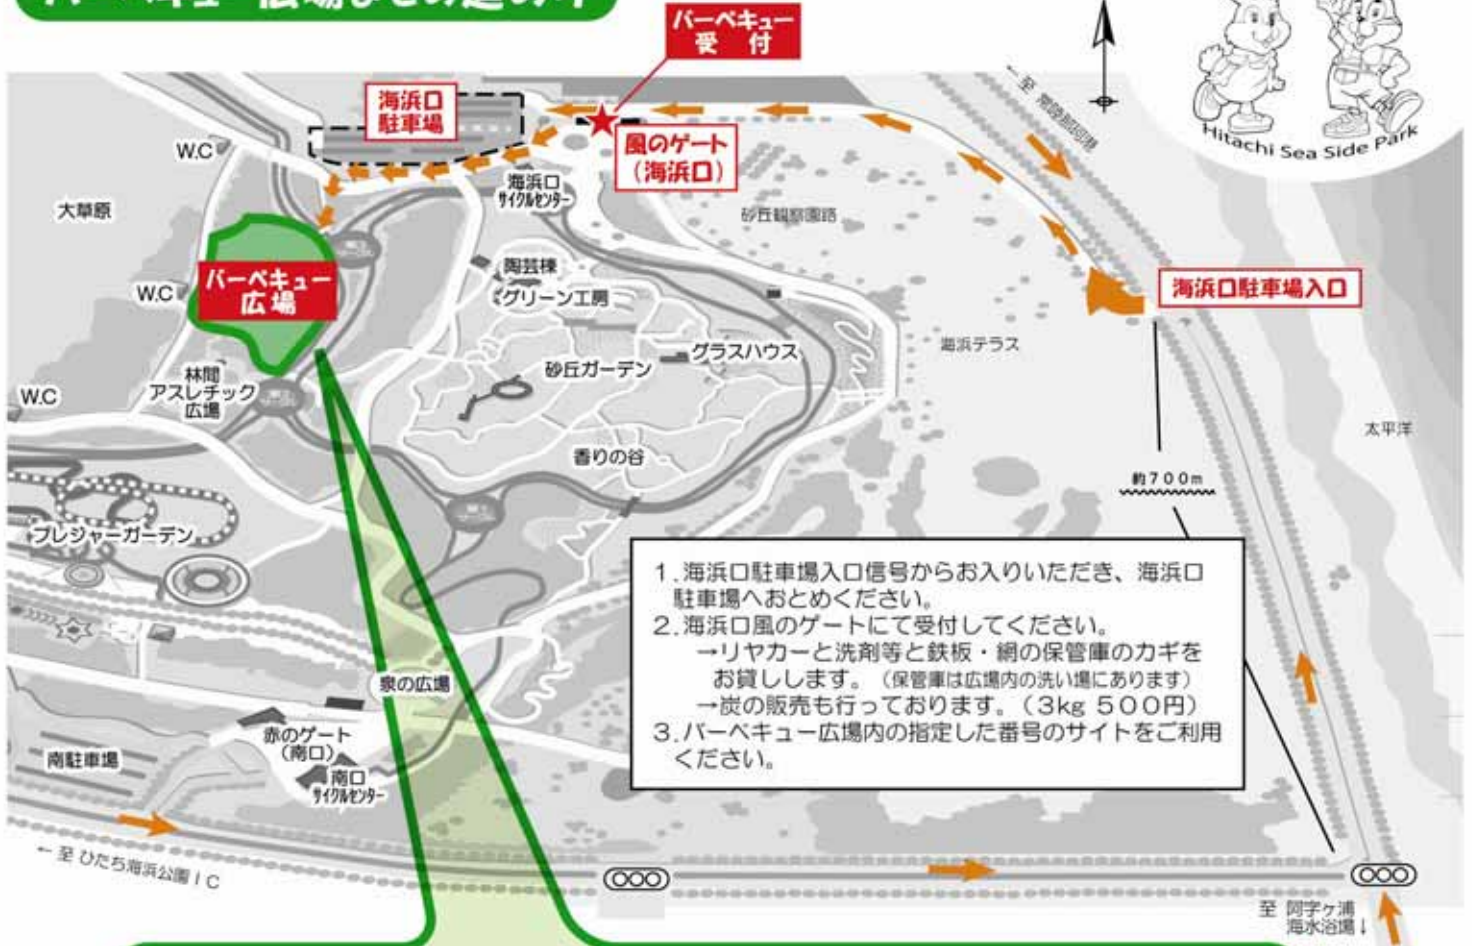 バーベキュー広場までの道のり
バーベキュー
受 付
海浜口
駐車場
風のゲート
(海浜口)
← 至 常陸那珂港
Hitachi Sea Side Park
W.C
大草原
海浜口
サイクルセンター
砂丘観察園路
バーベキュー
広場
W.C
陶芸棟
グリーン工房
海浜口駐車場入口
海浜テラス
グラスハウス
砂丘ガーデン
林間
アスレチック
広場
W.C
太平洋
香りの谷
約700m
プレジャーガーデン
1.海浜口駐車場入口信号からお入りいただき、海浜口
駐車場へおとめください。
2.海浜口風のゲートにて受付してください。
→リヤカーと洗剤等と鉄板・網の保管庫のカギを
お貸しします。(保管庫は広場内の洗い場にあります)
→炭の販売も行っております。(3kg 500円)
3.バーベキュー広場内の指定した番号のサイトをご利用
ください。
泉の広場
赤のゲート
(南口)
南駐車場
南口
サイクルセンター
← 至 ひたち海浜公園IC
至 阿字ヶ浦
海水浴場↓